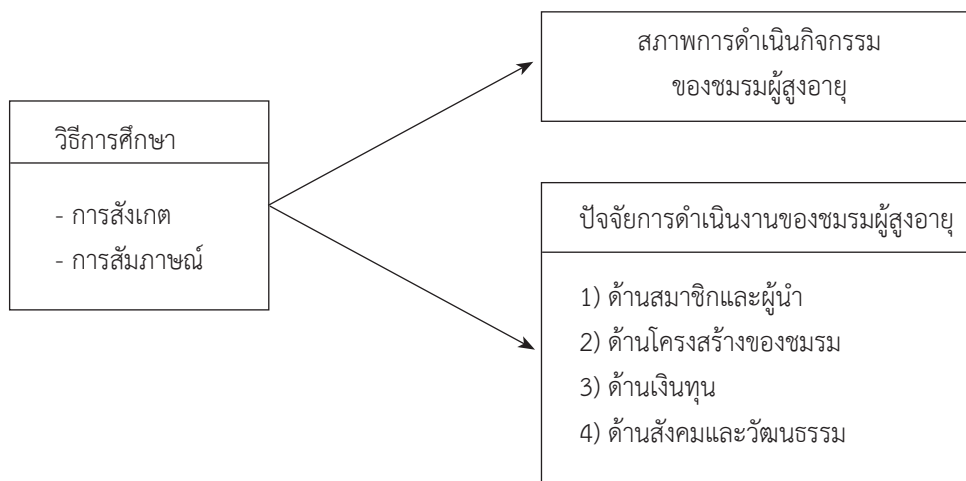 สภาพการดำเนินกิจกรรม
ของชมรมผู้สูงอายุ
วิธีการศึกษา
- การสังเกต
- การสัมภาษณ์
ปัจจัยการดำเนินงานของชมรมผู้สูงอายุ
1) ด้านสมาชิกและผู้นำ
2) ด้านโครงสร้างของชมรม
3) ด้านเงินทุน
4) ด้านสังคมและวัฒนธรรม